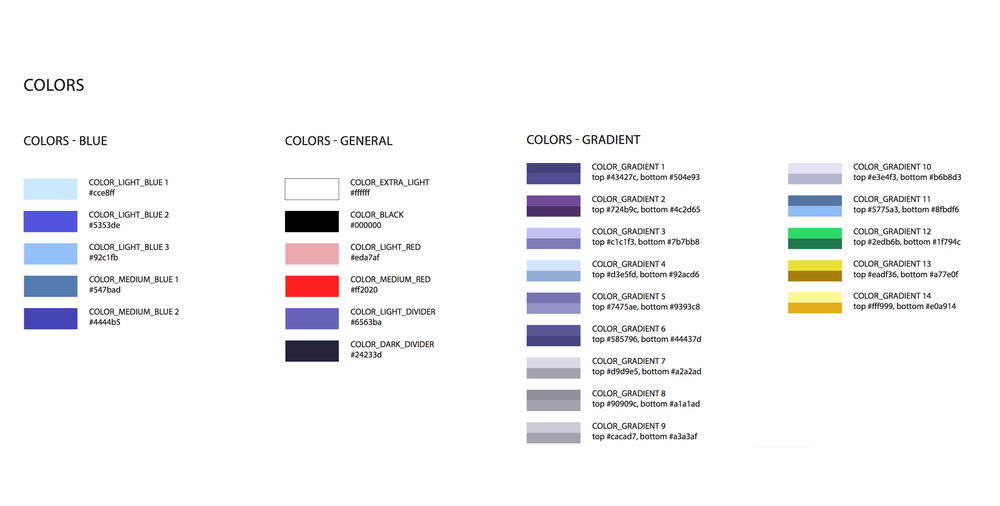 COLORS
COLORS - BLUE
COLOR_LIGHT_BLUE 1
#cce8ff
COLOR_LIGHT_BLUE 2
#5353de
COLOR_LIGHT_BLUE 3
#92c1fb
COLOR_MEDIUM_BLUE 1
#547bad
COLOR_MEDIUM_BLUE 2
#4444b5
COLORS - GENERAL
COLOR_EXTRA_LIGHT
#ffffff
COLOR_BLACK
#000000
COLOR_LIGHT_RED
#eda7af
COLOR_MEDIUM_RED
#ff2020
COLOR_LIGHT_DIVIDER
#6563ba
COLOR_DARK_DIVIDER
#24233d
COLORS - GRADIENT
COLOR_GRADIENT 1
top #43427c, bottom #504e93
COLOR_GRADIENT 2
top #724b9c, bottom #4c2d65
COLOR_GRADIENT 3
top #c1c1f3, bottom #7b7bb8
COLOR_GRADIENT 4
top #d3e5fd, bottom #92acd6
COLOR_GRADIENT 5
top #7475ae, bottom #9393c8
COLOR_GRADIENT 6
top #585796, bottom #44437d
COLOR_GRADIENT 7
top #d9d9e5, bottom #a2a2ad
COLOR_GRADIENT 8
top #90909c, bottom #a1a1ad
COLOR_GRADIENT 9
top #cacad7, bottom #a3a3af
COLOR_GRADIENT 10
top #e3e4f3, bottom #b6b8d3
COLOR_GRADIENT 11
top #5775a3, bottom #8fbdf6
COLOR_GRADIENT 12
top #2edb6b, bottom #1f794c
COLOR_GRADIENT 13
top #eadf36, bottom #a77e0f
COLOR_GRADIENT 14
top #fff999, bottom #e0a914